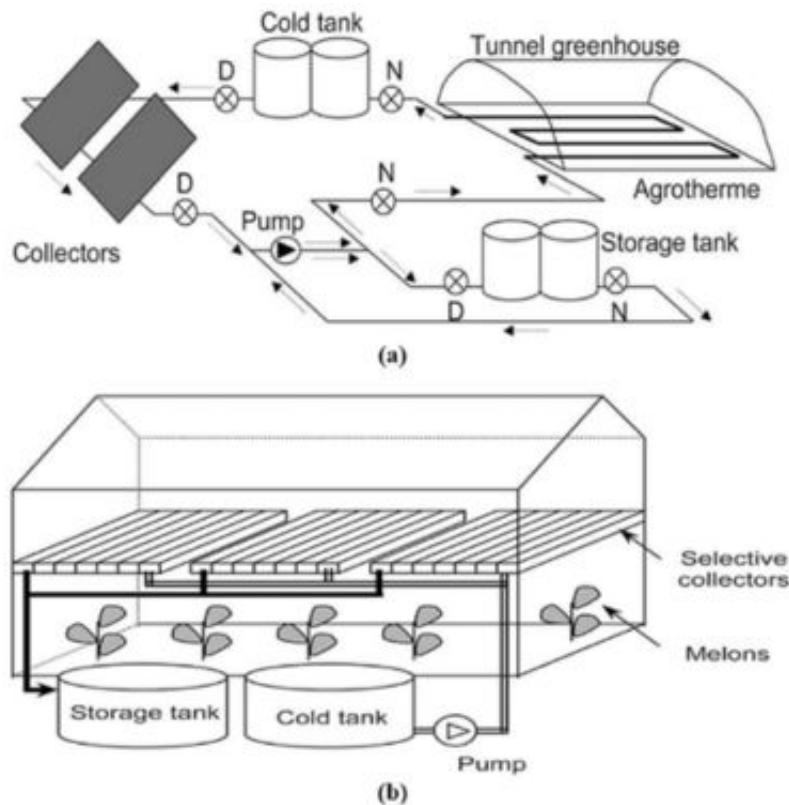 Cold tank
Tunnel greenhouse
D
N
Agrotherme
N
D
Pump
Storage tank
Collectors
D
N
(a)
Selective
collectors
Melons
Storage tank
Cold tank
Pump
(b)